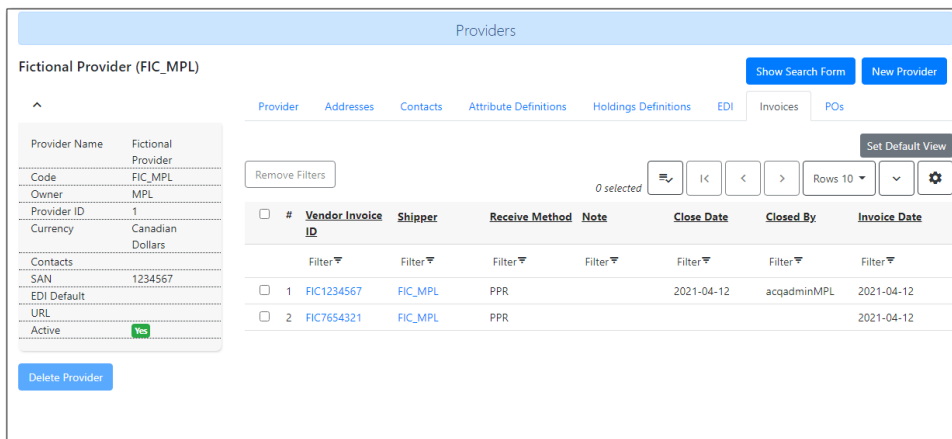 Providers
Fictional Provider (FIC_MPL)
Show Search Form
New Provider
Provider Addresses Contacts Attribute Definitions Holdings Definitions EDI Invoices POs
Provider Name Fictional Provider
Code FIC_MPL
Owner MPL
Provider ID 1
Currency Canadian Dollars
Contacts
SAN 1234567
EDI Default
URL
Active Yes
Delete Provider
Set Default View
Remove Filters
0 selected
Rows 10
# Vendor Invoice ID Shipper Receive Method Note Close Date Closed By Invoice Date
Filter Filter Filter Filter Filter Filter Filter
1 FIC1234567 FIC_MPL PPR 2021-04-12 acqadminMPL 2021-04-12
2 FIC7654321 FIC_MPL PPR 2021-04-12